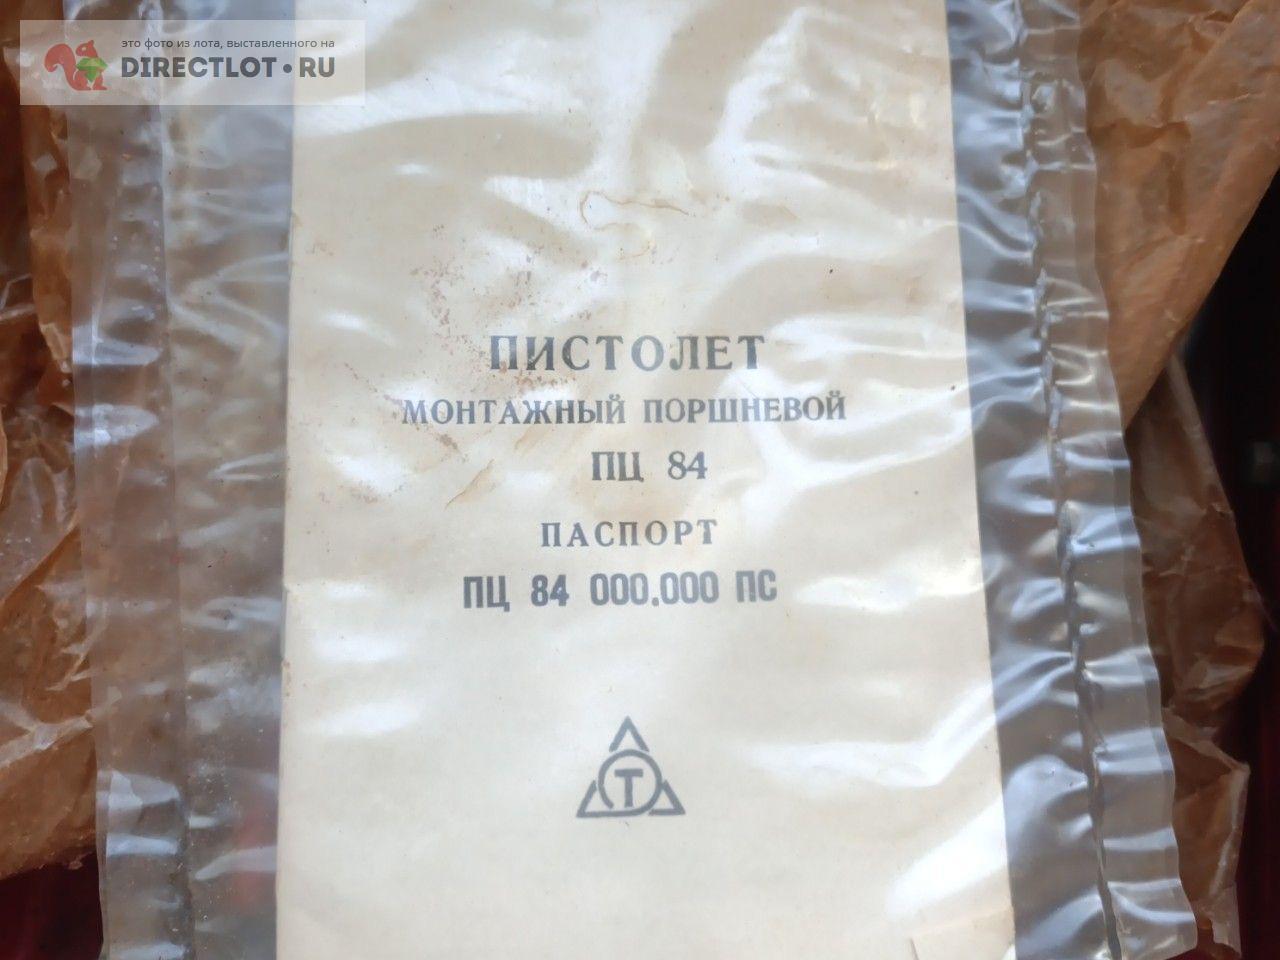 это фото из лота, выставленного на
DIRECTLOT•RU
ПИСТОЛЕТ
МОНТАЖНЫЙ ПОРШНЕВОЙ
ПЦ 84
ПАСПОРТ
ПЦ 84 000.000 ПС
Т